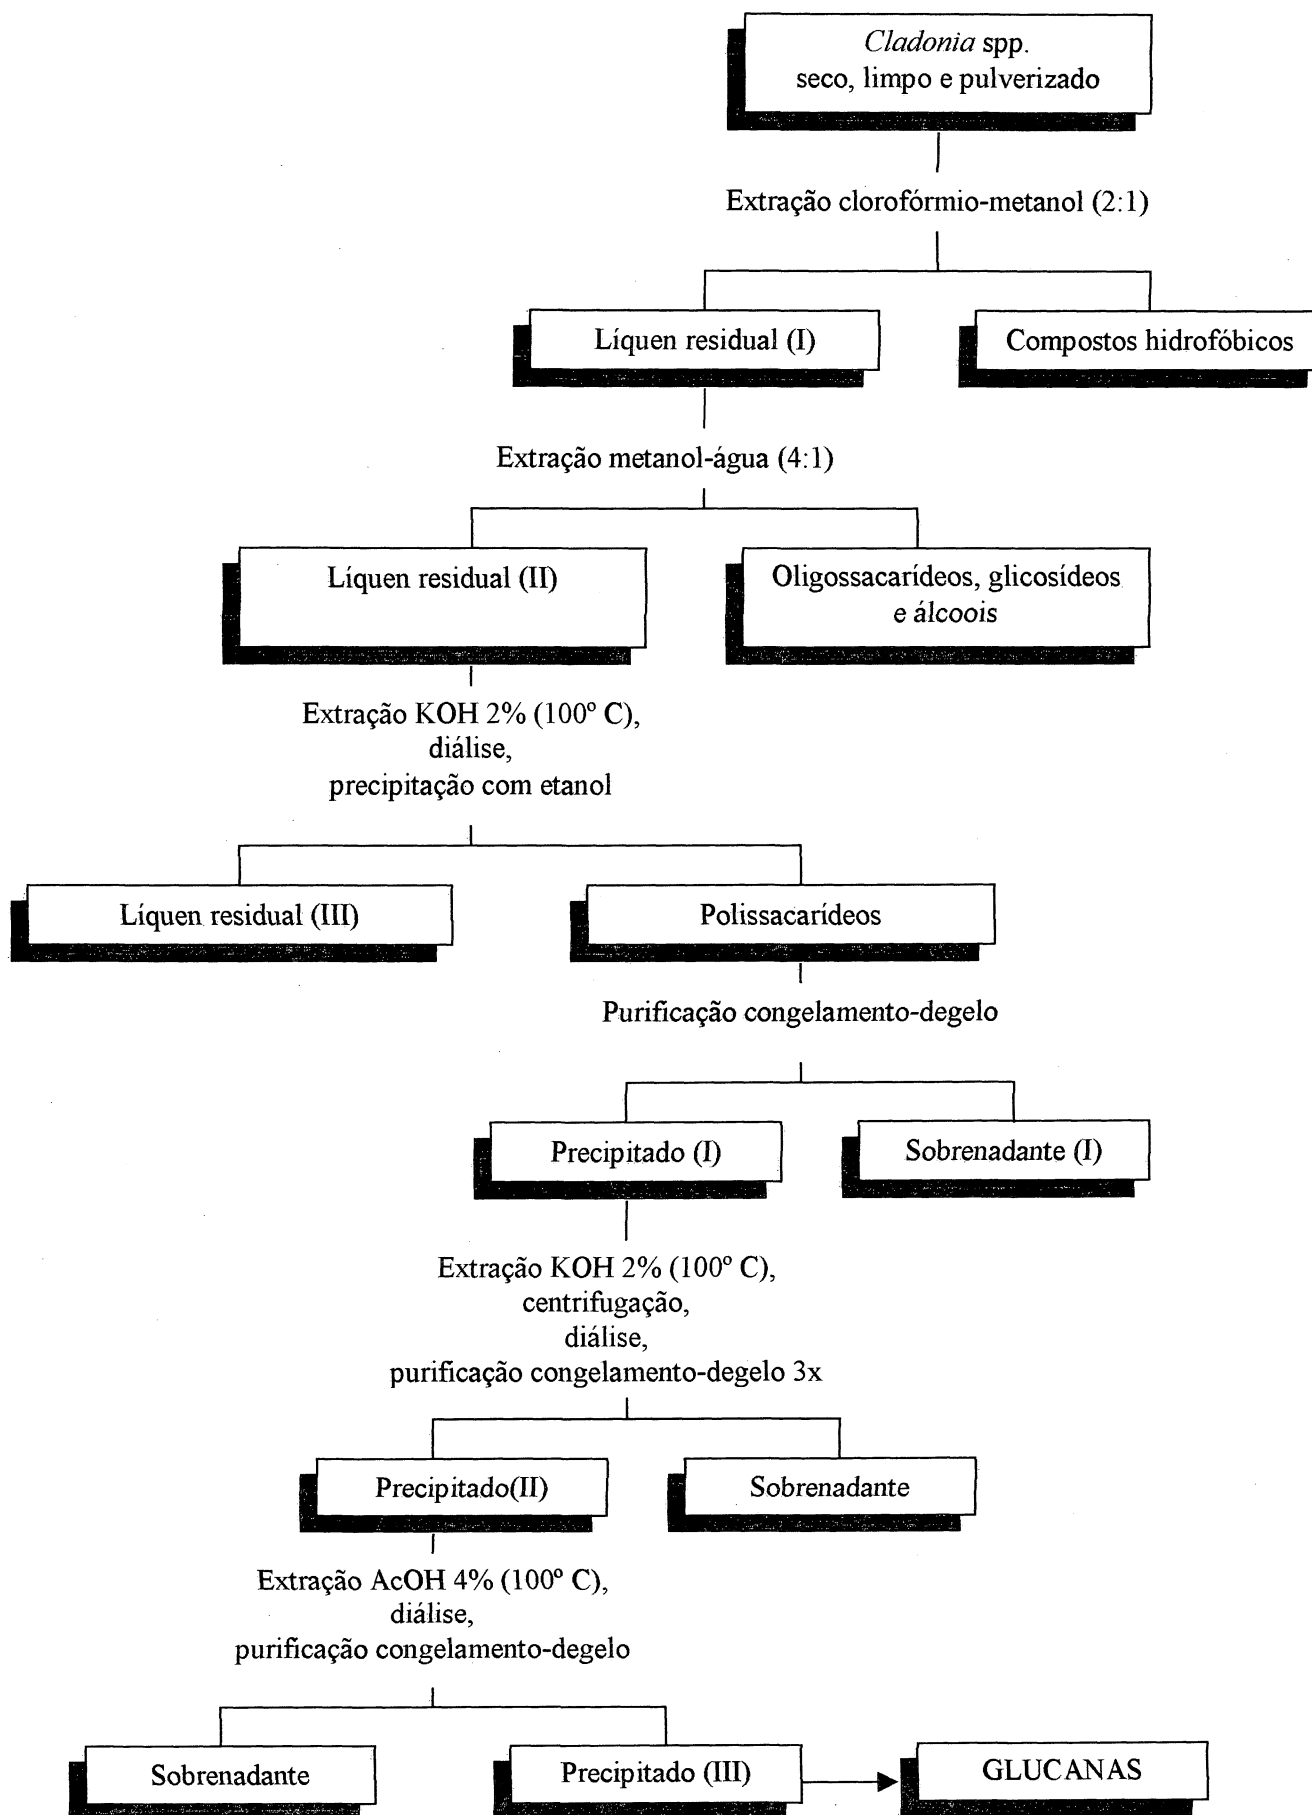 Cladonia spp.
seco, limpo e pulverizado
Extração clorofórmio-metanol (2:1)
Líquen residual (I)
Compostos hidrofóbicos
Extração metanol-água (4:1)
Líquen residual (II)
Oligossacarídeos, glicosídeos
e álcoois
Extração KOH 2% (100º C),
diálise,
precipitação com etanol
Líquen residual (III)
Polissacarídeos
Purificação congelamento-degelo
Precipitado (I)
Sobrenadante (I)
Extração KOH 2% (100º C),
centrifugação,
diálise,
purificação congelamento-degelo 3x
Precipitado(II)
Sobrenadante
Extração AcOH 4% (100º C),
diálise,
purificação congelamento-degelo
Sobrenadante
Precipitado (III)
GLUCANAS